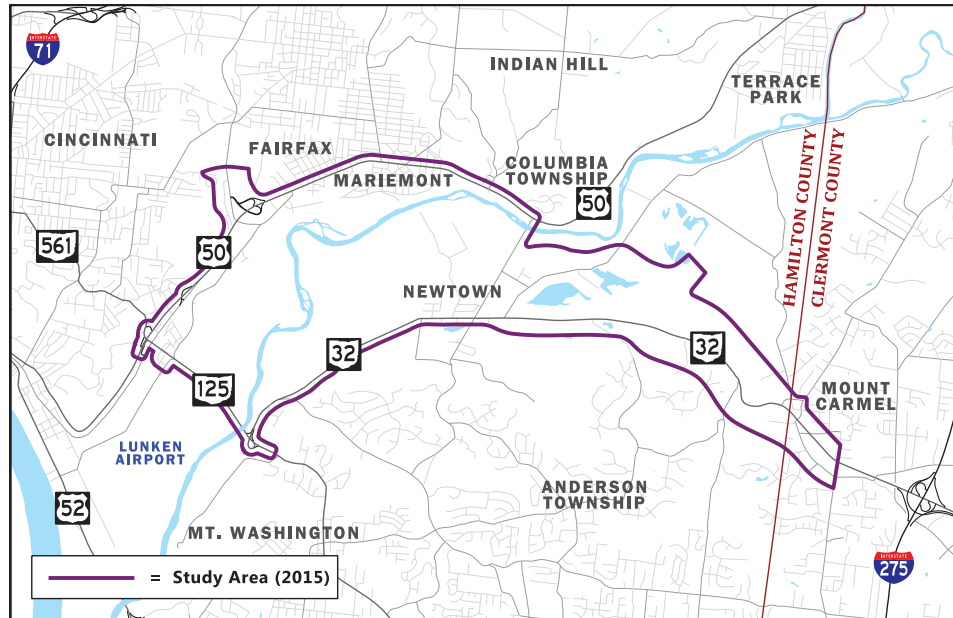 INTERSTATE
71
INDIAN HILL
TERRACE
PARK
CINCINNATI
FAIRFAX
MARIEMONT
COLUMBIA
TOWNSHIP
50
561
50
HAMILTON COUNTY
CLERMONT COUNTY
NEWTOWN
32
32
125
MOUNT
CARMEL
LUNKEN
AIRPORT
ANDERSON
TOWNSHIP
52
MT. WASHINGTON
INTERSTATE
275
= Study Area (2015)